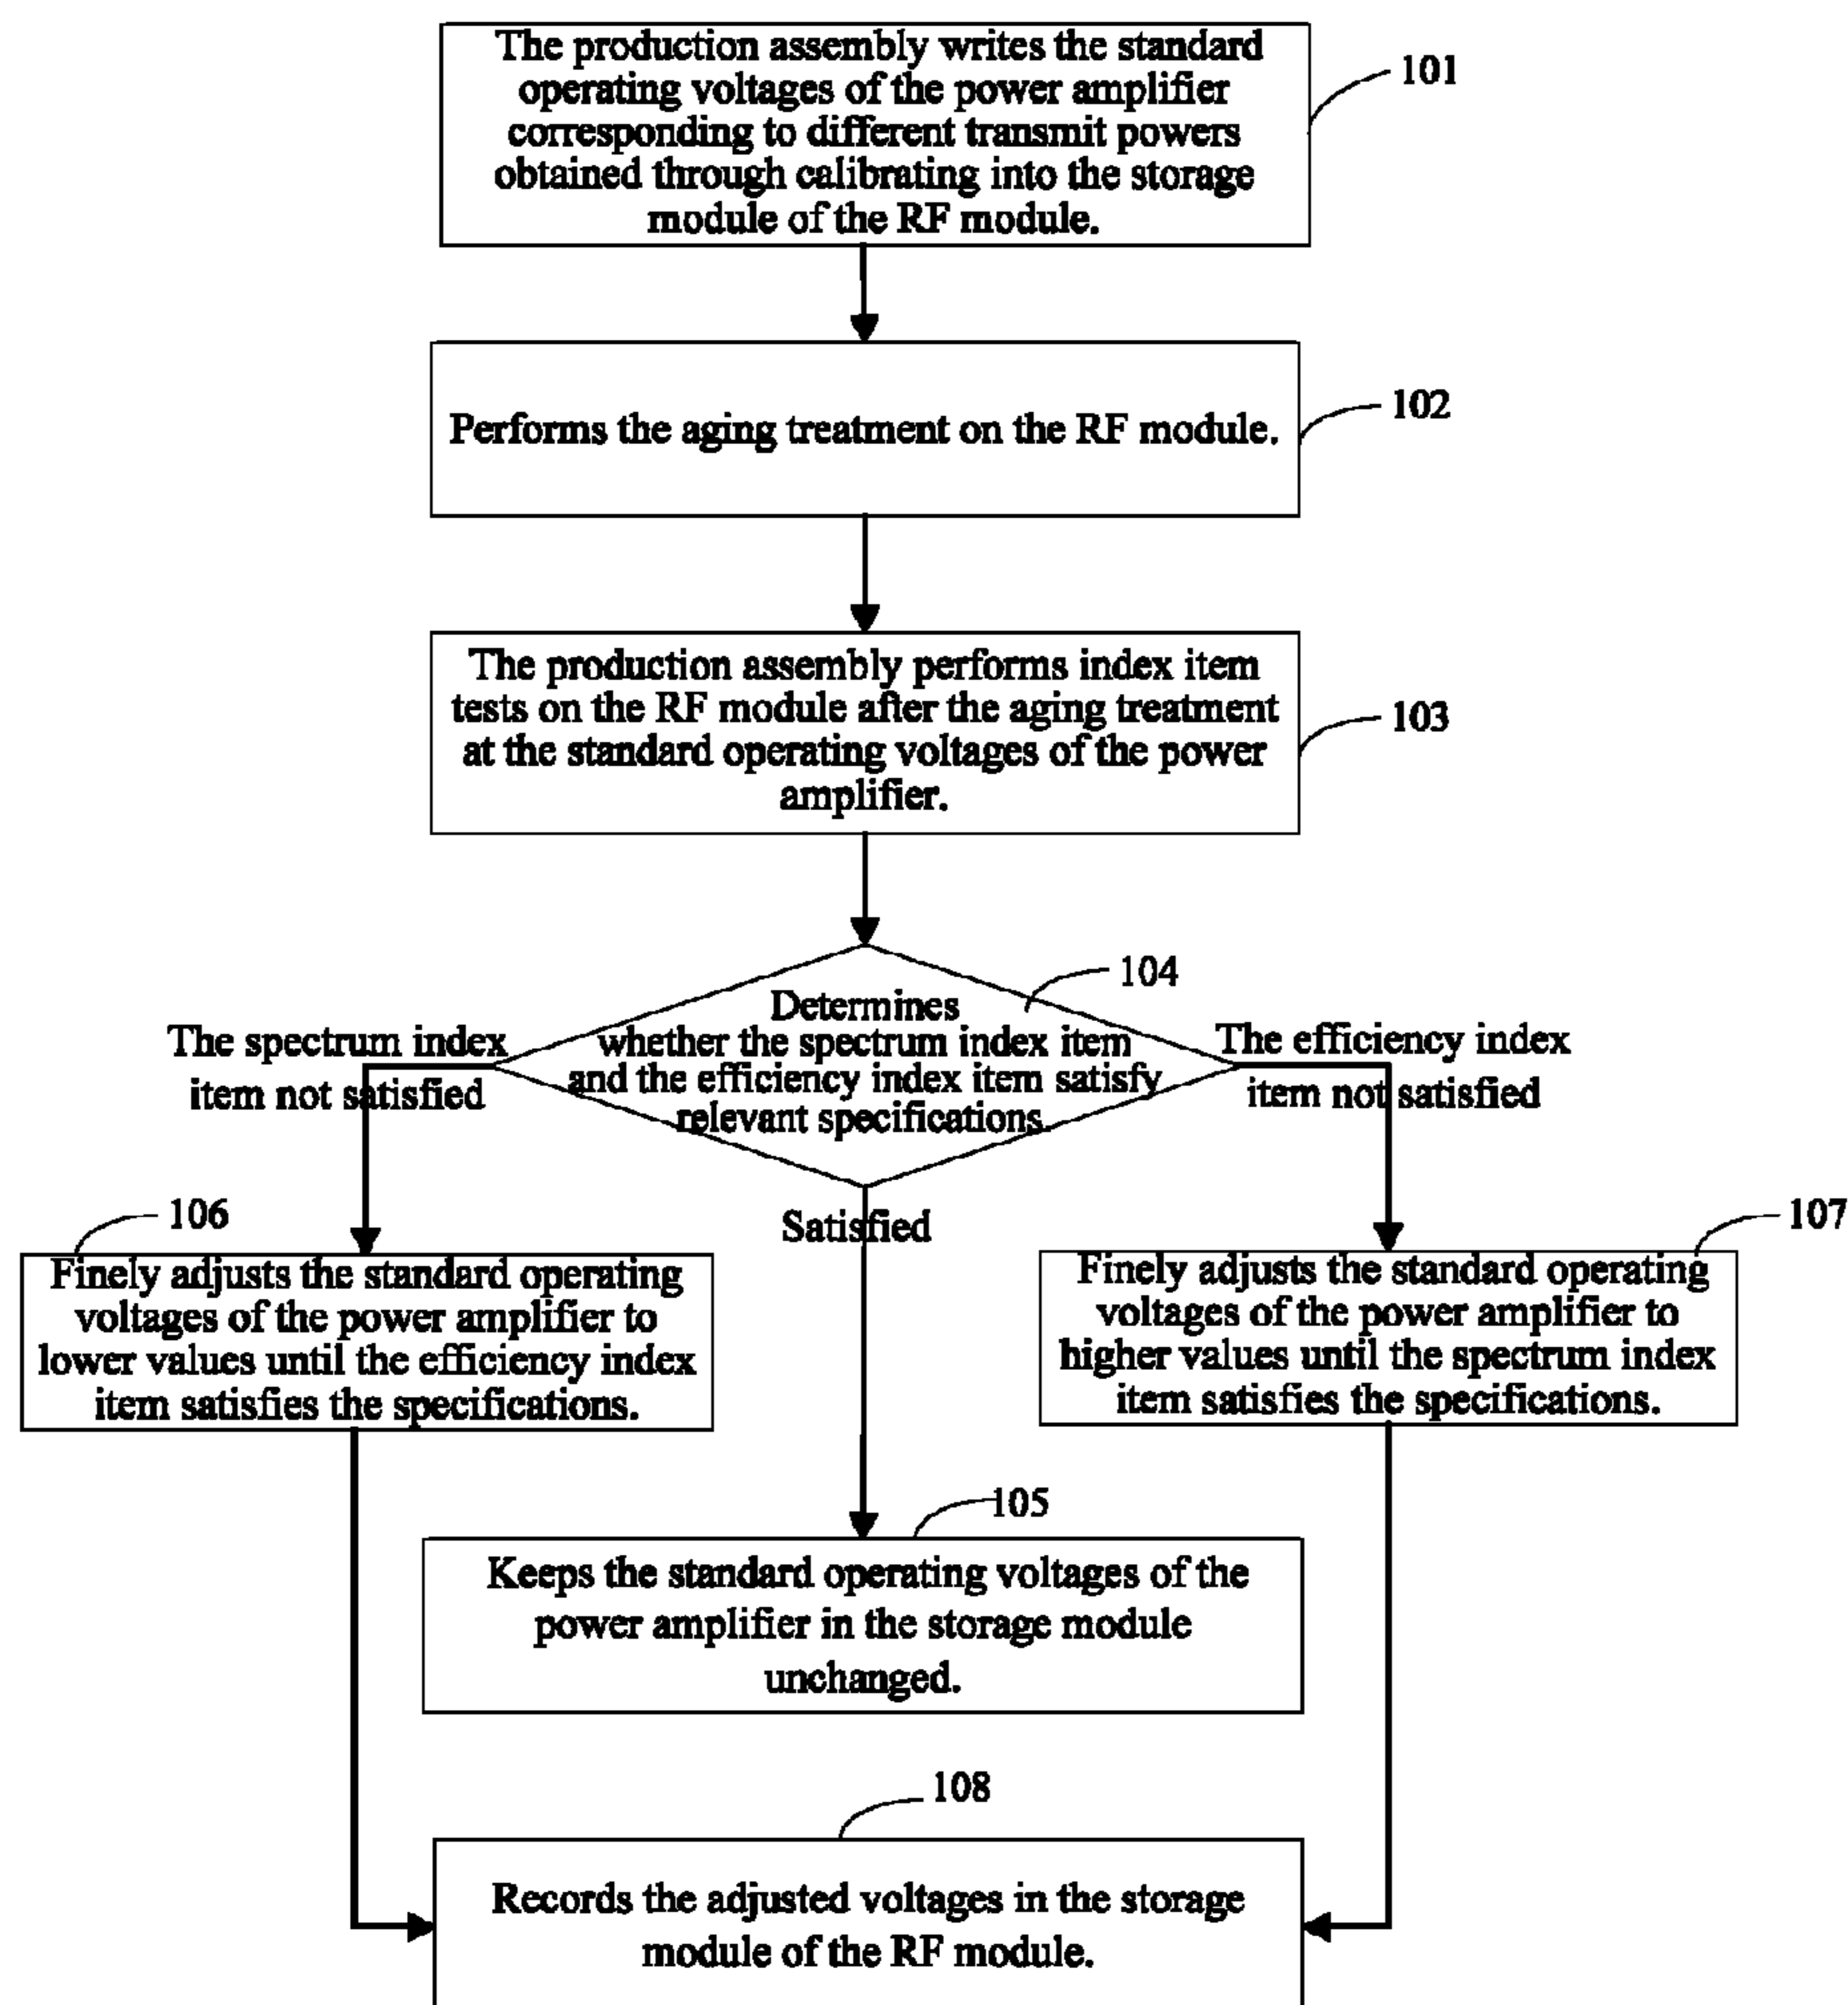 The production assembly writes the standard
operating voltages of the power amplifier
corresponding to different transmit powers
obtained through calibrating into the storage
module of the RF module.
101
Performs the aging treatment on the RF module.
102
The production assembly performs index item
tests on the RF module after the aging treatment
at the standard operating voltages of the power
amplifier.
103
104
Determines
whether the spectrum index item
and the efficiency index item satisfy
relevant specifications.
The spectrum index
item not satisfied
The efficiency index
item not satisfied
Satisfied
106
Finely adjusts the standard operating
voltages of the power amplifier to
lower values until the efficiency index
item satisfies the specifications.
107
Finely adjusts the standard operating
voltages of the power amplifier to
higher values until the spectrum index
item satisfies the specifications.
105
Keeps the standard operating voltages of the
power amplifier in the storage module
unchanged.
108
Records the adjusted voltages in the storage
module of the RF module.